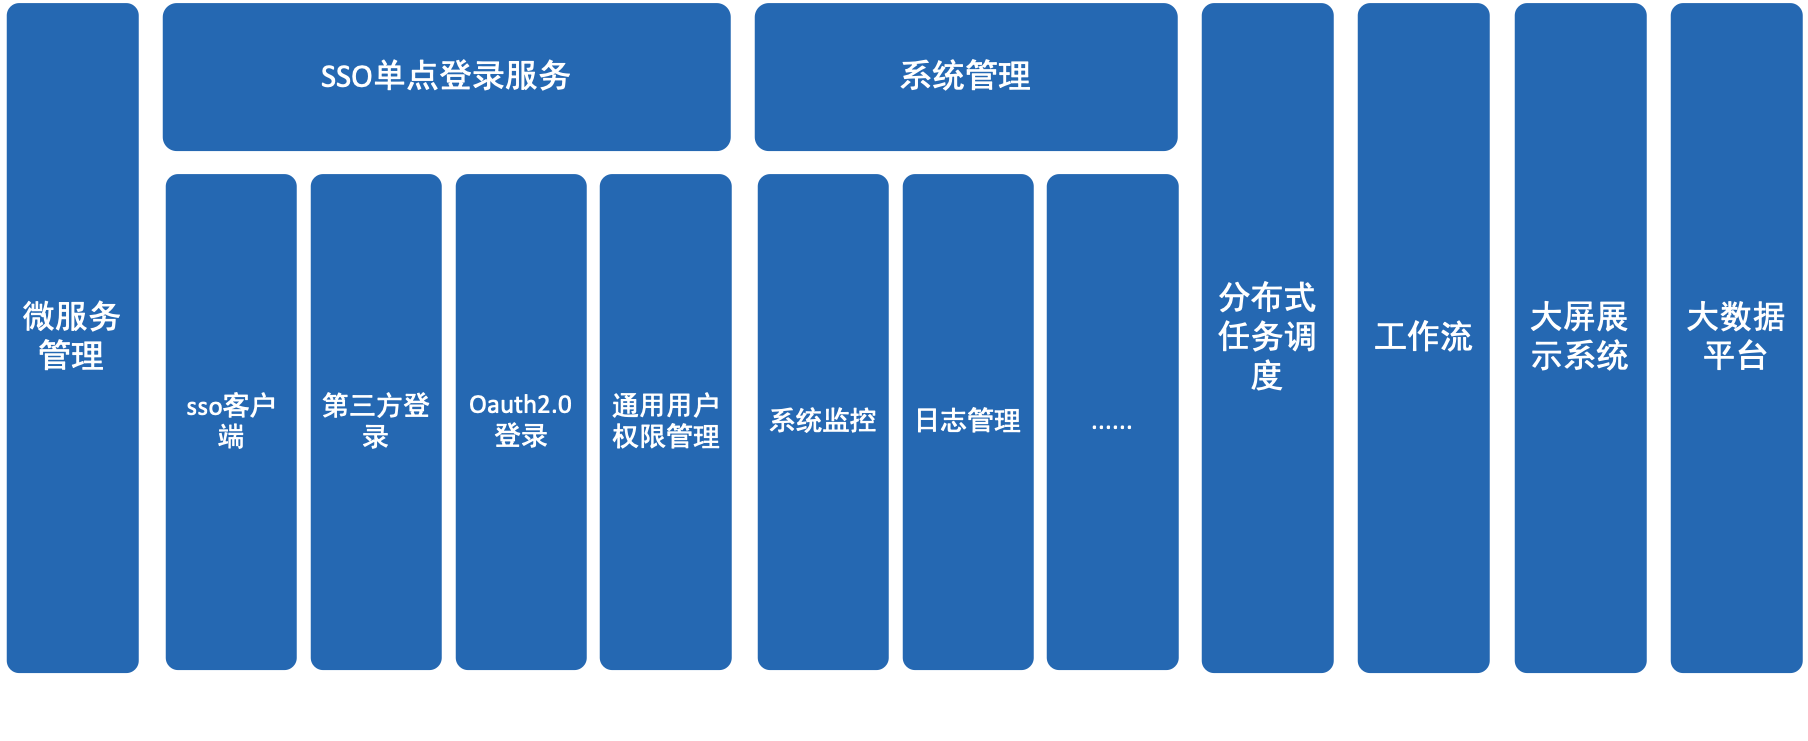 微服务
管理
SSO单点登录服务
sso客户
端
第三方登
录
Oauth2.0
登录
通用用户
权限管理
系统管理
系统监控
日志管理
......
分布式
任务调
度
工作流
大屏展
示系统
大数据
平台